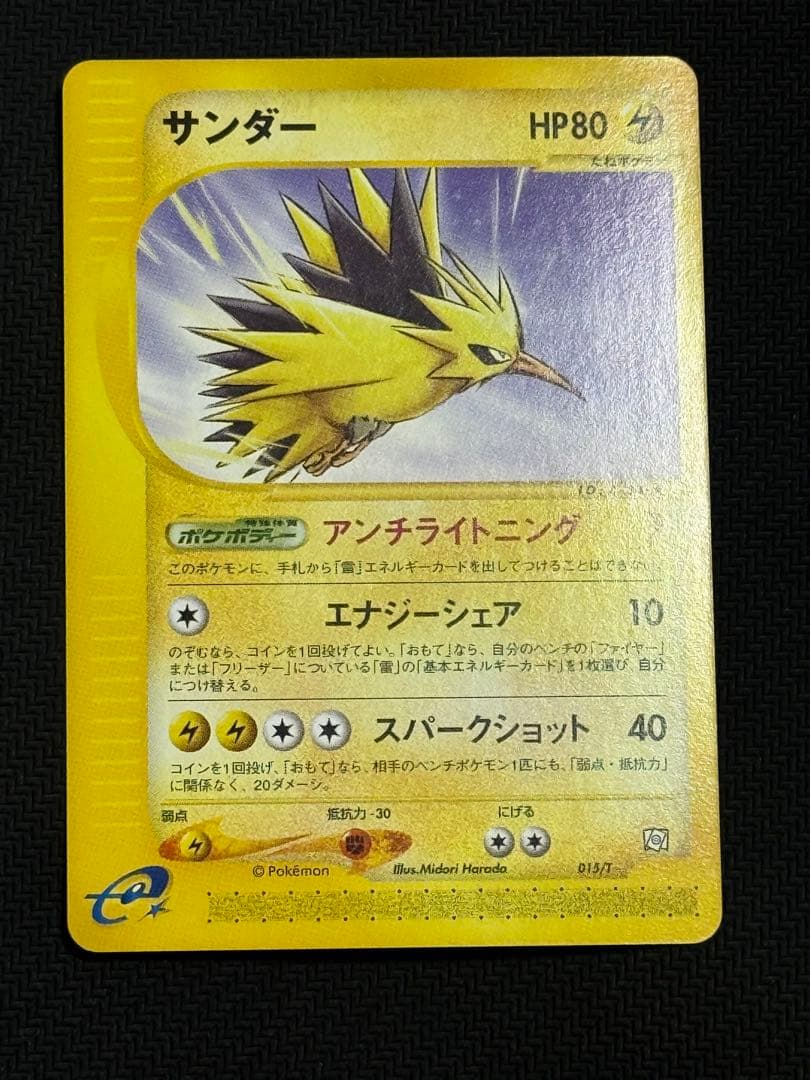 サンダー
HP80
たねポケモン
特殊体質
ポケボディー
アンチライトニング
このポケモンに、手札から「雷」エネルギーカードを出してつけることはできない。
エナジーシェア 10
のぞむなら、コインを1回投げてよい。「おもて」なら、自分のベンチの「ファイヤー」
または「フリーザー」についている「雷」の「基本エネルギーカード」を1枚選び、自分
につけ替える。
スパークショット 40
コインを1回投げ、「おもて」なら、相手のベンチポケモン1匹にも、「弱点・抵抗力」
に関係なく、20ダメージ。
弱点 抵抗力 -30 にげる
© Pokémon Illus.Midori Harada 015/T
e